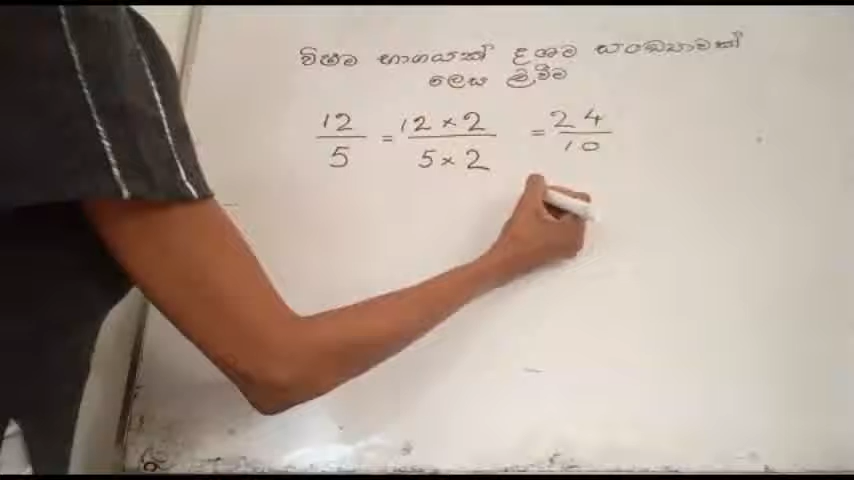 විෂම භාගයක් දශම සංඛ්‍යාවක්
ලෙස ලිවීම
12/5 = 12 × 2/5 × 2 = 24/10